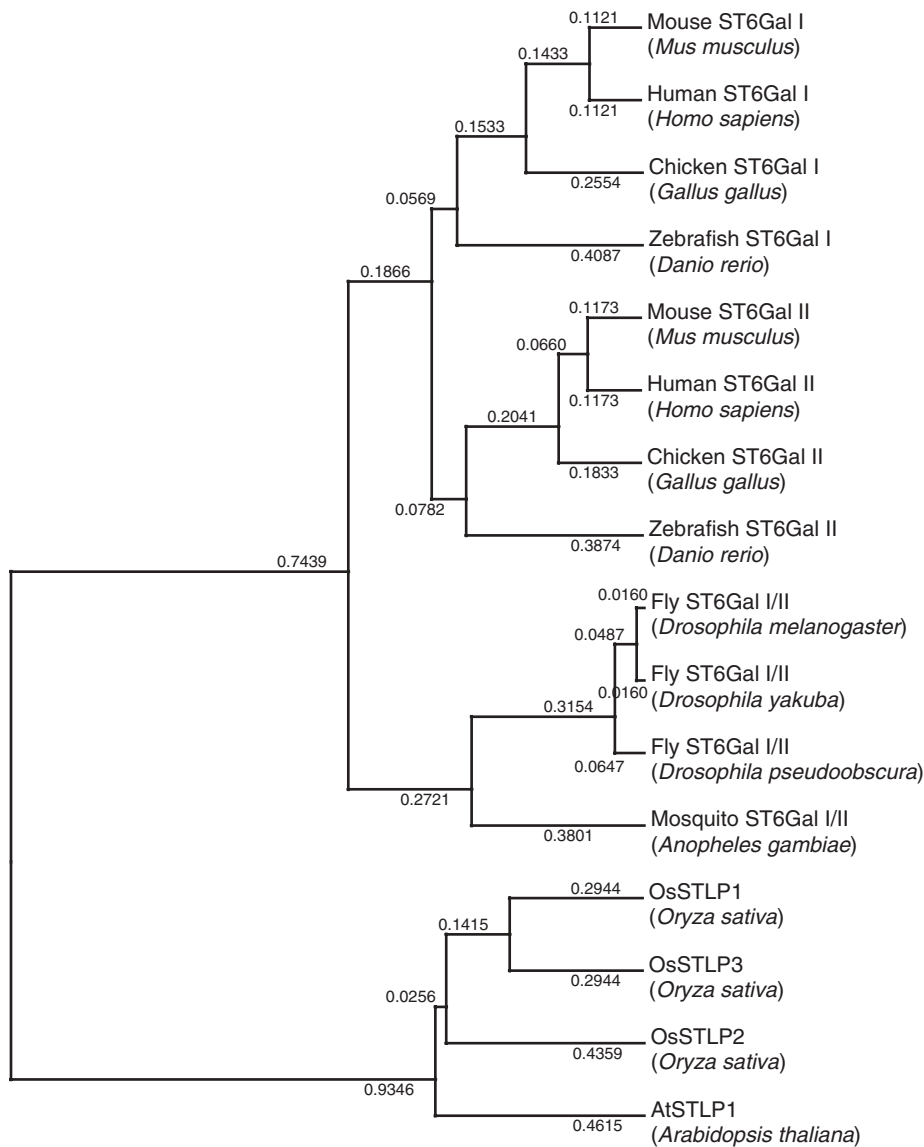 0.1121
Mouse ST6Gal I
(Mus musculus)
0.1433
Human ST6Gal I
0.1121
(Homo sapiens)
0.1533
Chicken ST6Gal I
0.2554
(Gallus gallus)
0.0569
Zebrafish ST6Gal I
0.4087
(Danio rerio)
0.1866
0.1173
Mouse ST6Gal II
(Mus musculus)
0.0660
Human ST6Gal II
0.1173
(Homo sapiens)
0.2041
Chicken ST6Gal II
0.1833
(Gallus gallus)
0.0782
Zebrafish ST6Gal II
0.3874
(Danio rerio)
0.7439
0.0160
Fly ST6Gal I/II
(Drosophila melanogaster)
0.0487
Fly ST6Gal I/II
0.0160
(Drosophila yakuba)
0.3154
Fly ST6Gal I/II
0.0647
(Drosophila pseudoobscura)
0.2721
Mosquito ST6Gal I/II
0.3801
(Anopheles gambiae)
0.2944
OsSTLP1
(Oryza sativa)
0.1415
OsSTLP3
0.2944
(Oryza sativa)
0.0256
OsSTLP2
0.4359
(Oryza sativa)
0.9346
AtSTLP1
0.4615
(Arabidopsis thaliana)